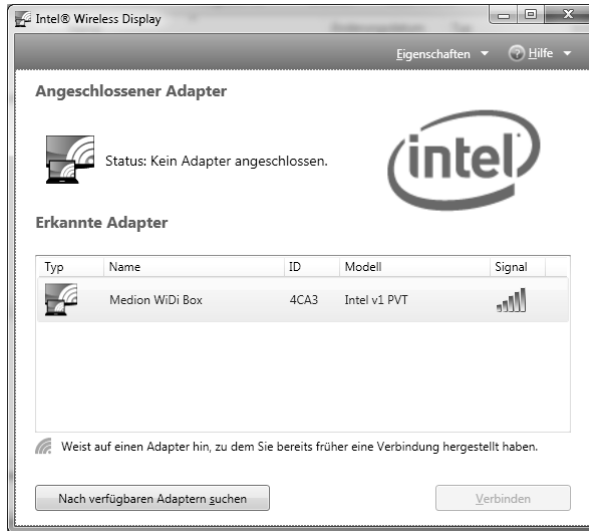 Intel® Wireless Display
Eigenschaften Hilfe
Angeschlossener Adapter
Status: Kein Adapter angeschlossen.
intel
Erkannte Adapter
Typ Name ID Modell Signal
Medion WiDi Box 4CA3 Intel v1 PVT
Weist auf einen Adapter hin, zu dem Sie bereits früher eine Verbindung hergestellt haben.
Nach verfügbaren Adaptern suchen Verbinden